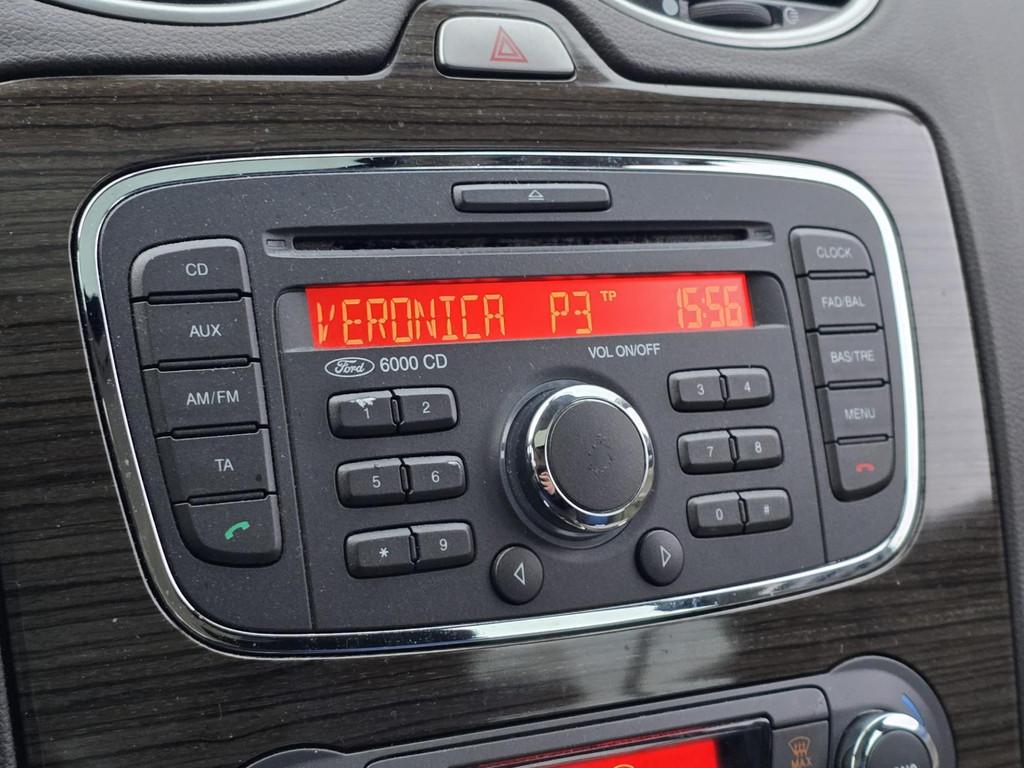 VERONICA P3 TP 15:56
Ford 6000 CD
VOL ON/OFF
CD
AUX
AM/FM
TA
1
2
5
6
*
9
3
4
7
8
0
#
CLOCK
FAD/BAL
BAS/TRE
MENU
MAX